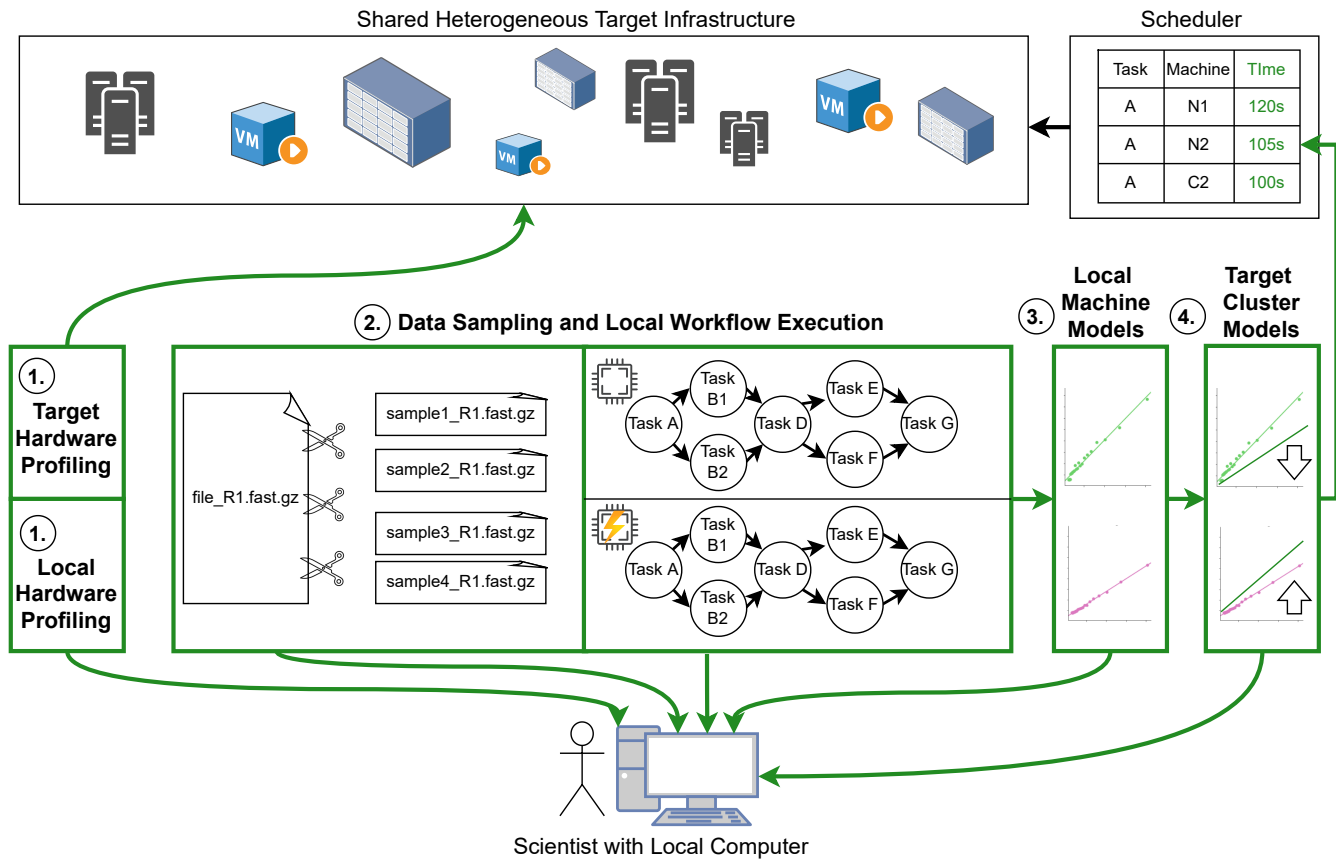 Shared Heterogeneous Target Infrastructure
Scheduler
Task Machine TIme
A N1 120s
A N2 105s
A C2 100s
VM
VM
VM
1.
Target
Hardware
Profiling
1.
Local
Hardware
Profiling
2. Data Sampling and Local Workflow Execution
file_R1.fast.gz
sample1_R1.fast.gz
sample2_R1.fast.gz
sample3_R1.fast.gz
sample4_R1.fast.gz
Task A
Task
B1
Task
B2
Task D
Task E
Task F
Task G
Task A
Task
B1
Task
B2
Task D
Task E
Task F
Task G
3.
Local
Machine
Models
4.
Target
Cluster
Models
Scientist with Local Computer